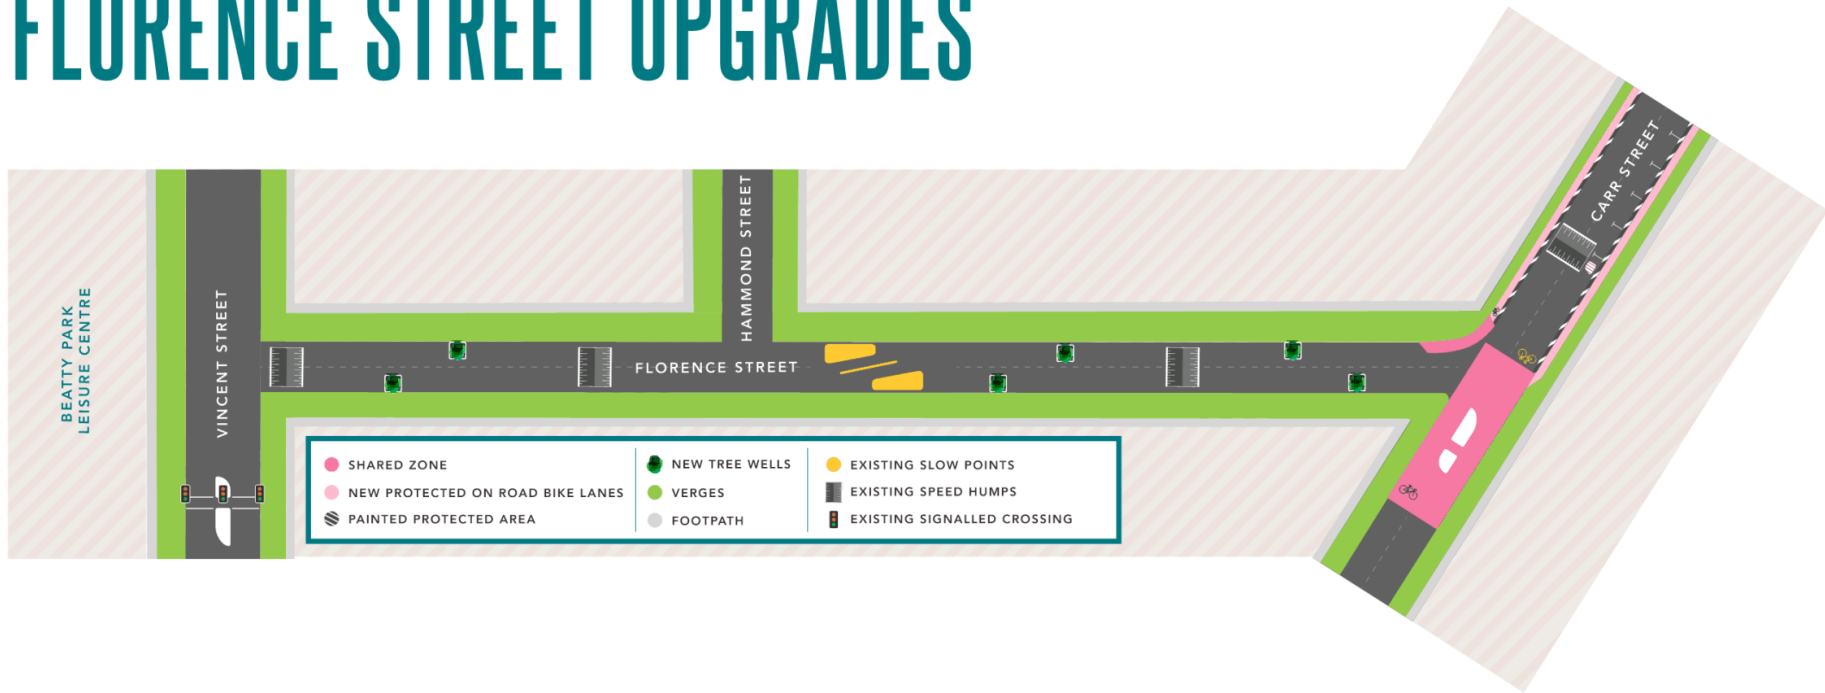 FLORENCE STREET UPGRADES
BEATTY PARK
LEISURE CENTRE
VINCENT STREET
HAMMOND STREET
FLORENCE STREET
CARR STREET
SHARED ZONE
NEW PROTECTED ON ROAD BIKE LANES
PAINTED PROTECTED AREA
NEW TREE WELLS
VERGES
FOOTPATH
EXISTING SLOW POINTS
EXISTING SPEED HUMPS
EXISTING SIGNALLED CROSSING